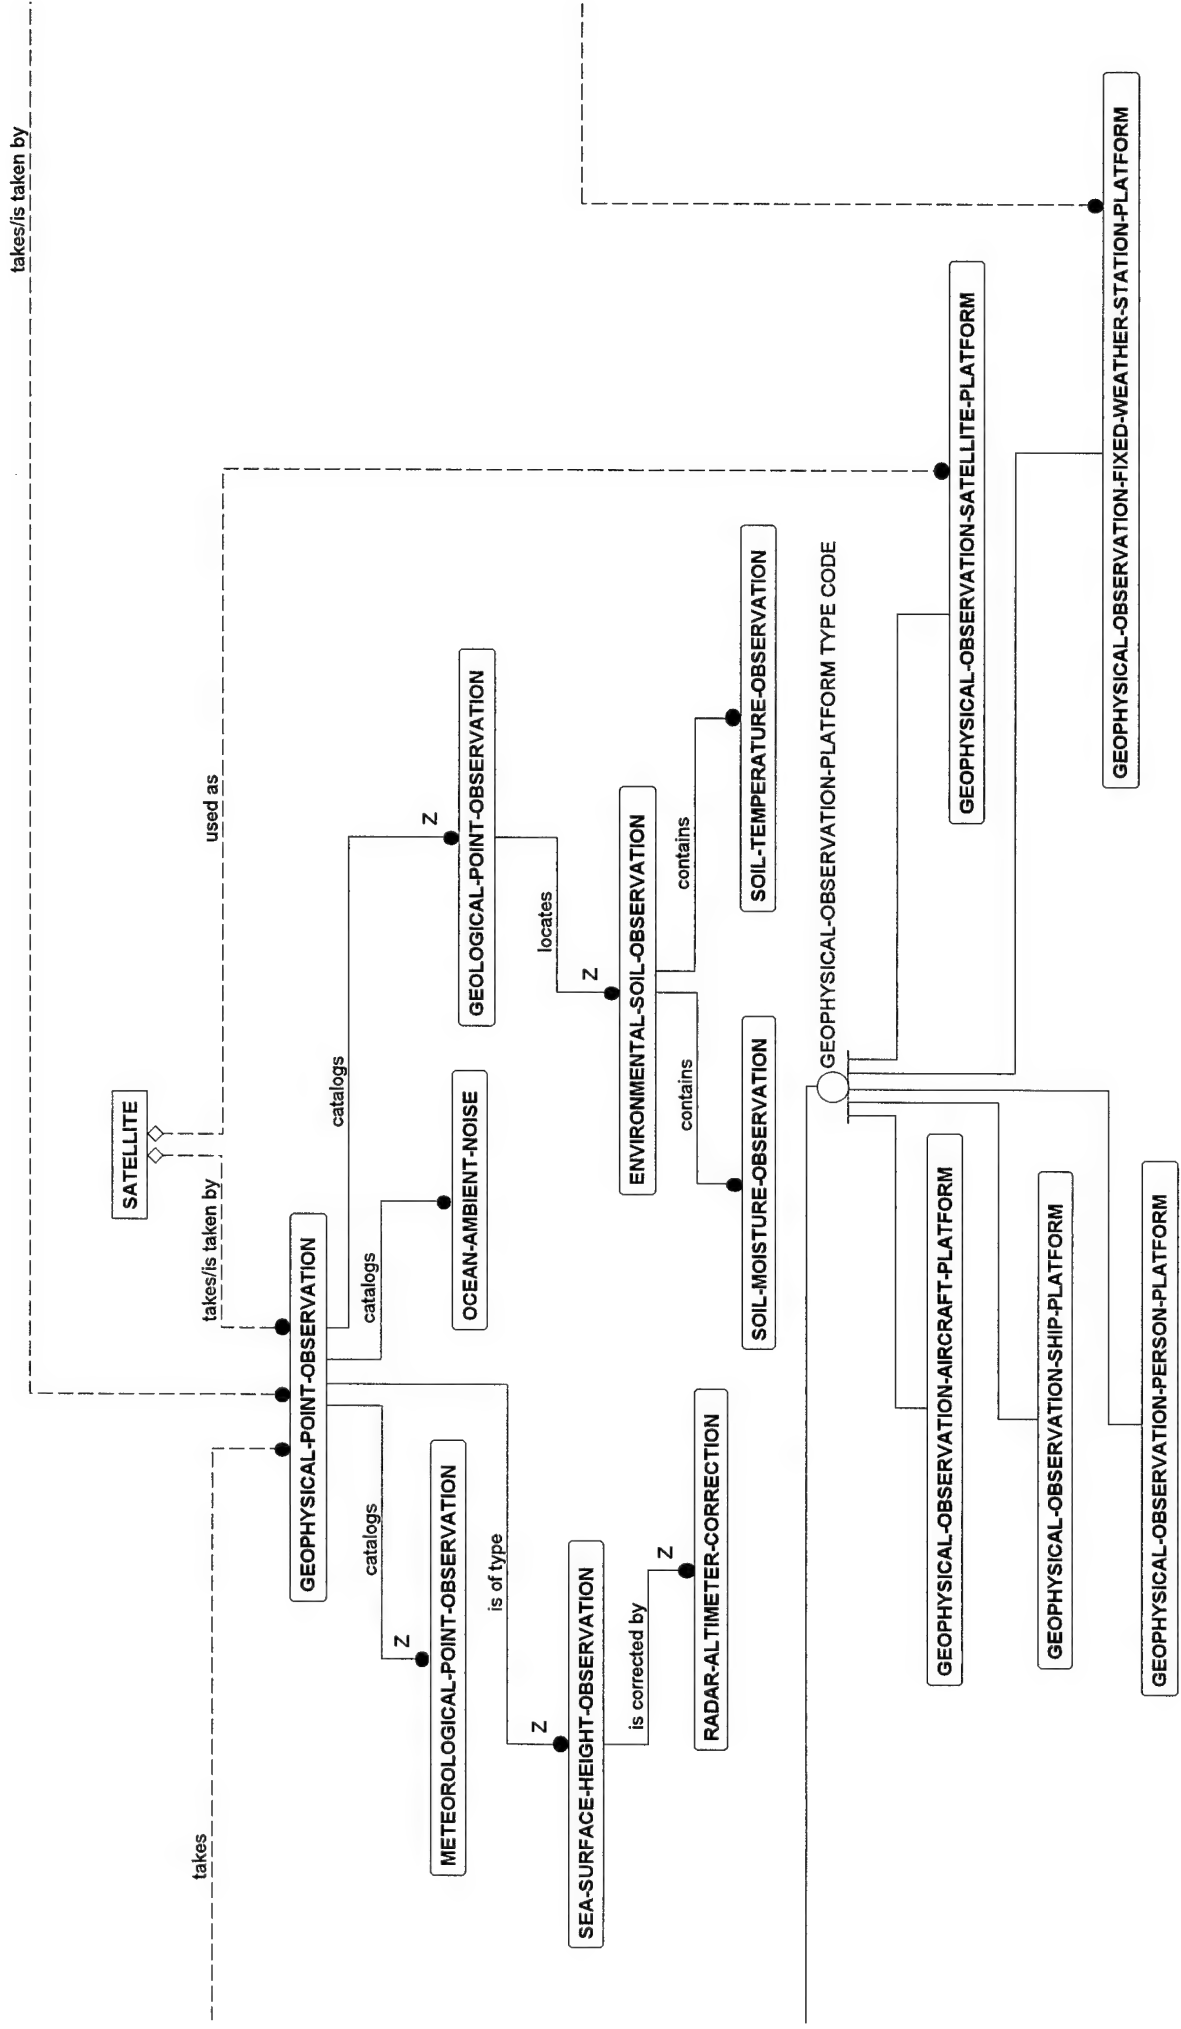 takes/is taken by
SATELLITE
takes
takes/is taken by
used as
GEOPHYSICAL-POINT-OBSERVATION
catalogs
catalogs
catalogs
Z
Z
METEOROLOGICAL-POINT-OBSERVATION
OCEAN-AMBIENT-NOISE
GEOLOGICAL-POINT-OBSERVATION
is of type
locates
Z
Z
SEA-SURFACE-HEIGHT-OBSERVATION
ENVIRONMENTAL-SOIL-OBSERVATION
is corrected by
contains
contains
Z
RADAR-ALTIMETER-CORRECTION
SOIL-MOISTURE-OBSERVATION
SOIL-TEMPERATURE-OBSERVATION
GEOPHYSICAL-OBSERVATION-PLATFORM TYPE CODE
GEOPHYSICAL-OBSERVATION-AIRCRAFT-PLATFORM
GEOPHYSICAL-OBSERVATION-SATELLITE-PLATFORM
GEOPHYSICAL-OBSERVATION-SHIP-PLATFORM
GEOPHYSICAL-OBSERVATION-FIXED-WEATHER-STATION-PLATFORM
GEOPHYSICAL-OBSERVATION-PERSON-PLATFORM